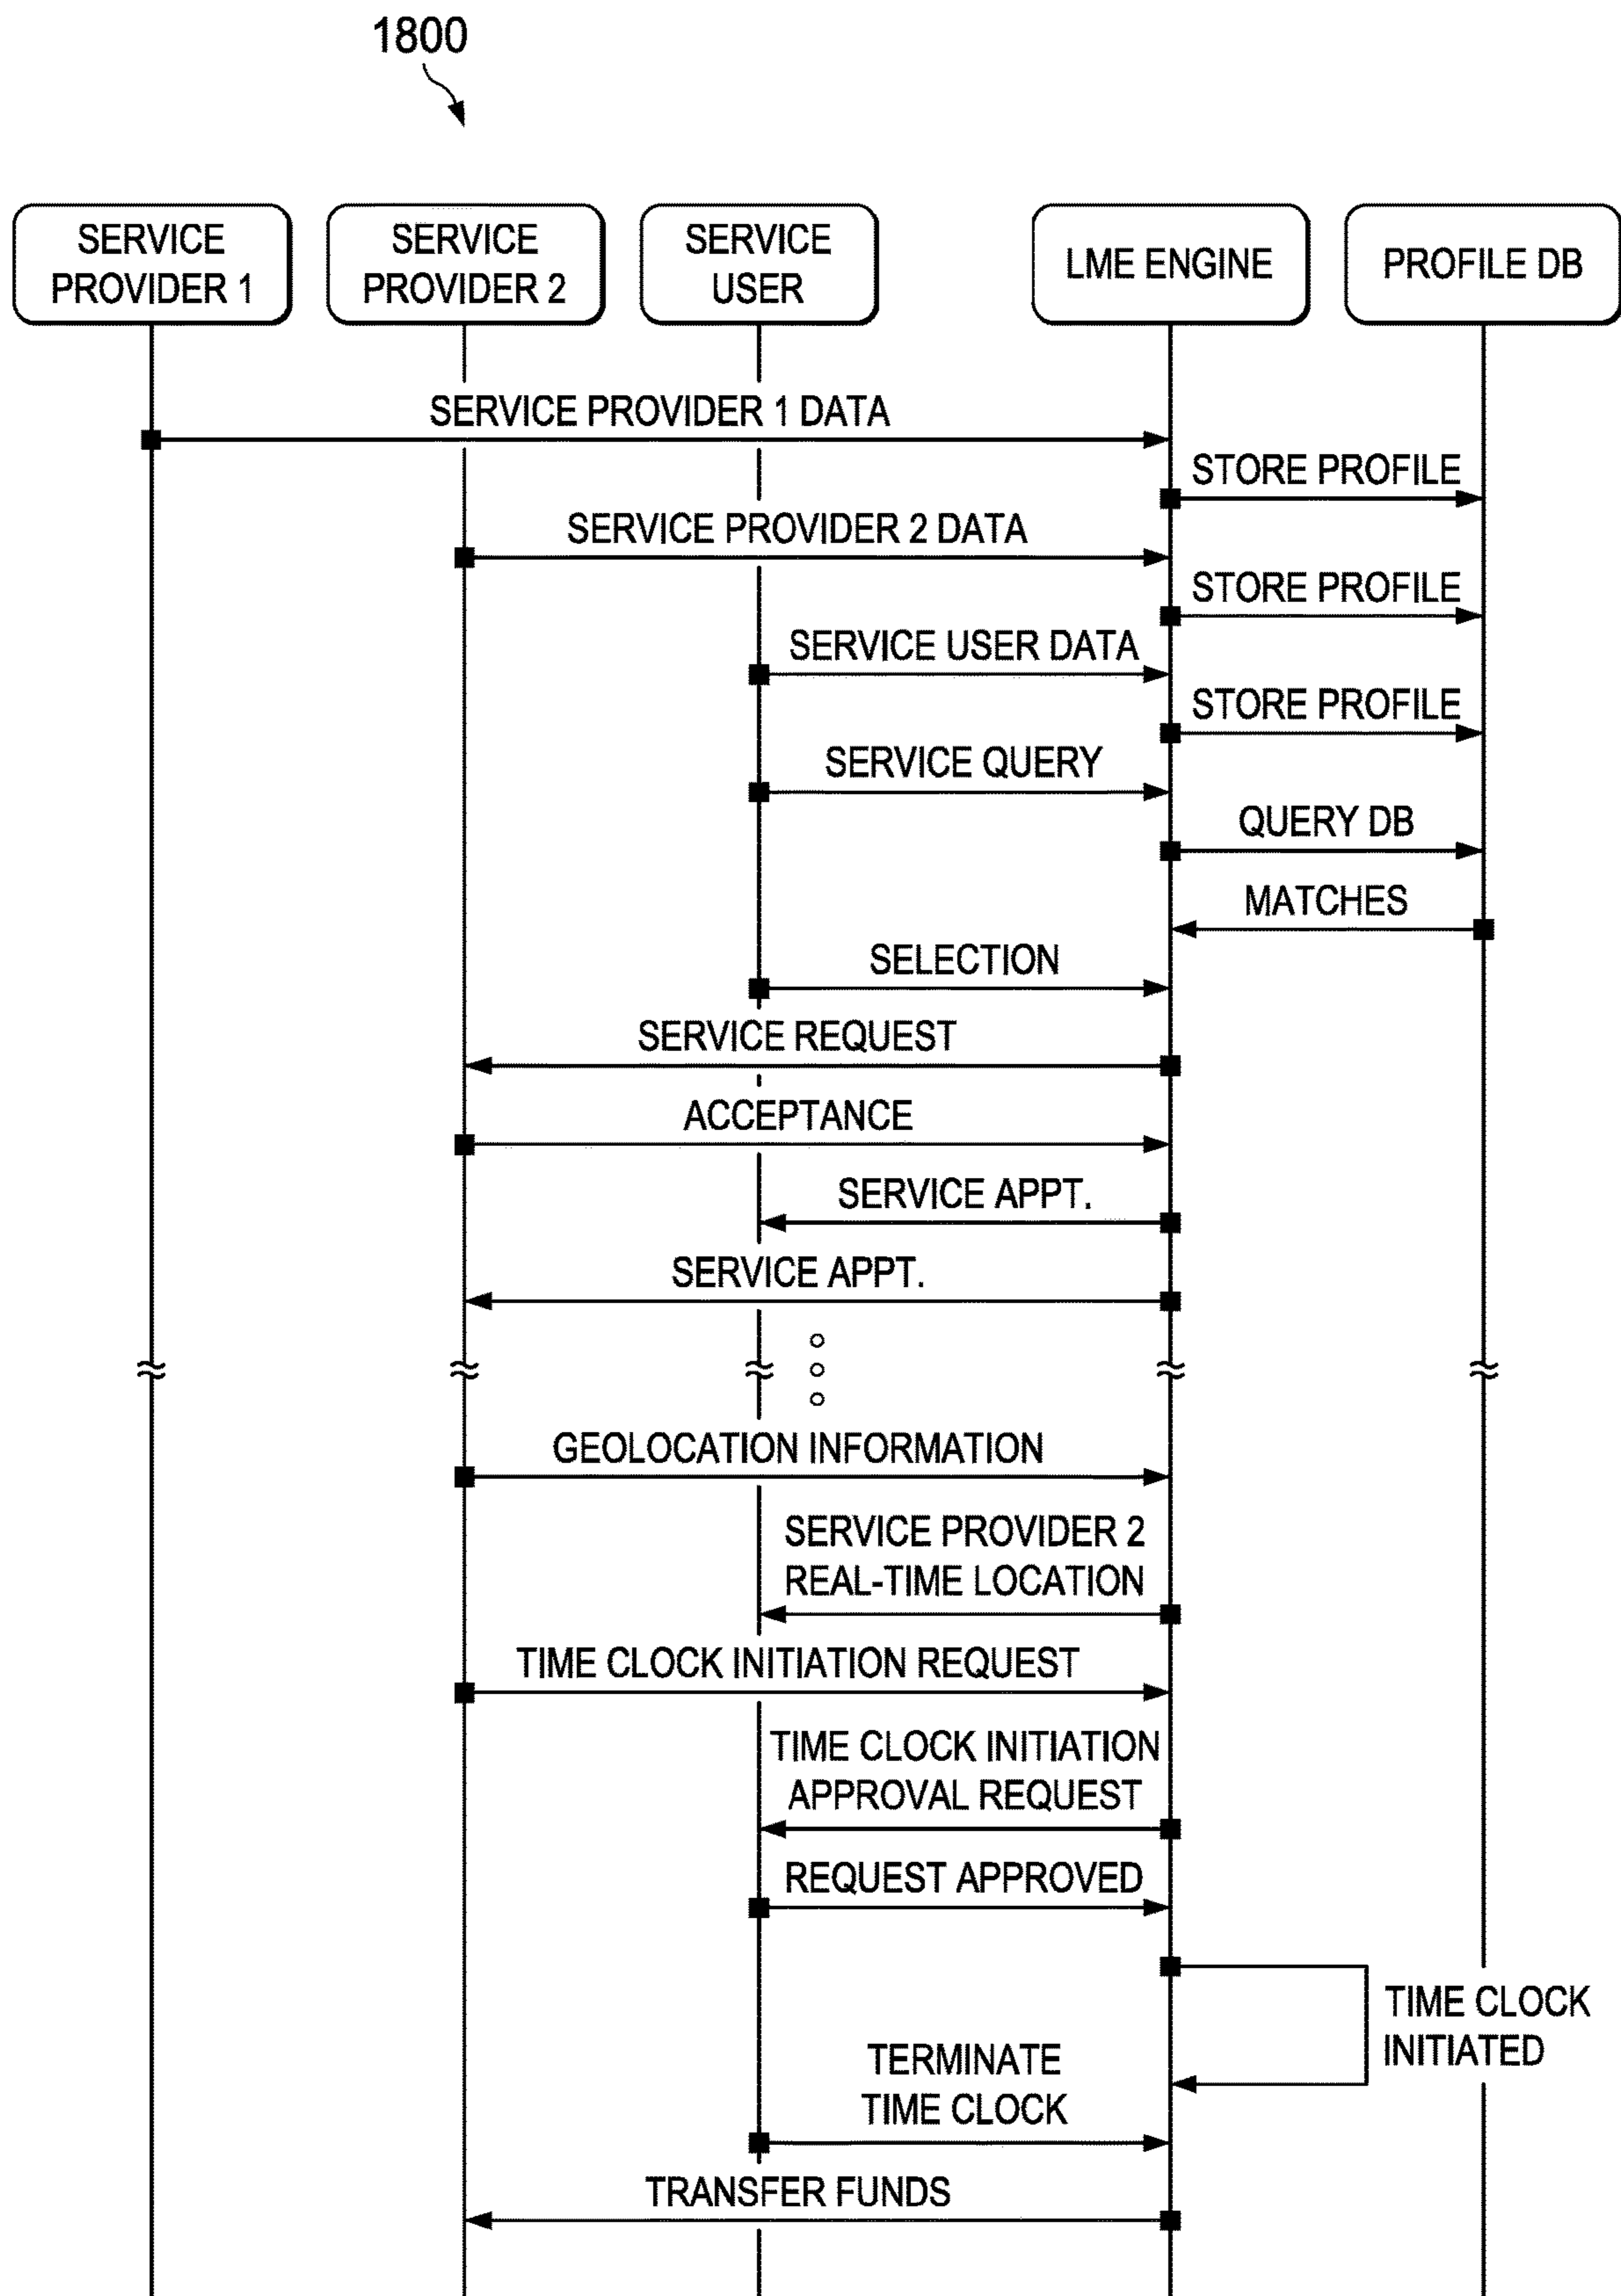 1800
SERVICE
PROVIDER 1
SERVICE
PROVIDER 2
SERVICE
USER
LME ENGINE
PROFILE DB
SERVICE PROVIDER 1 DATA
STORE PROFILE
SERVICE PROVIDER 2 DATA
STORE PROFILE
SERVICE USER DATA
STORE PROFILE
SERVICE QUERY
QUERY DB
MATCHES
SELECTION
SERVICE REQUEST
ACCEPTANCE
SERVICE APPT.
SERVICE APPT.
GEOLOCATION INFORMATION
SERVICE PROVIDER 2
REAL-TIME LOCATION
TIME CLOCK INITIATION REQUEST
TIME CLOCK INITIATION
APPROVAL REQUEST
REQUEST APPROVED
TIME CLOCK
INITIATED
TERMINATE
TIME CLOCK
TRANSFER FUNDS